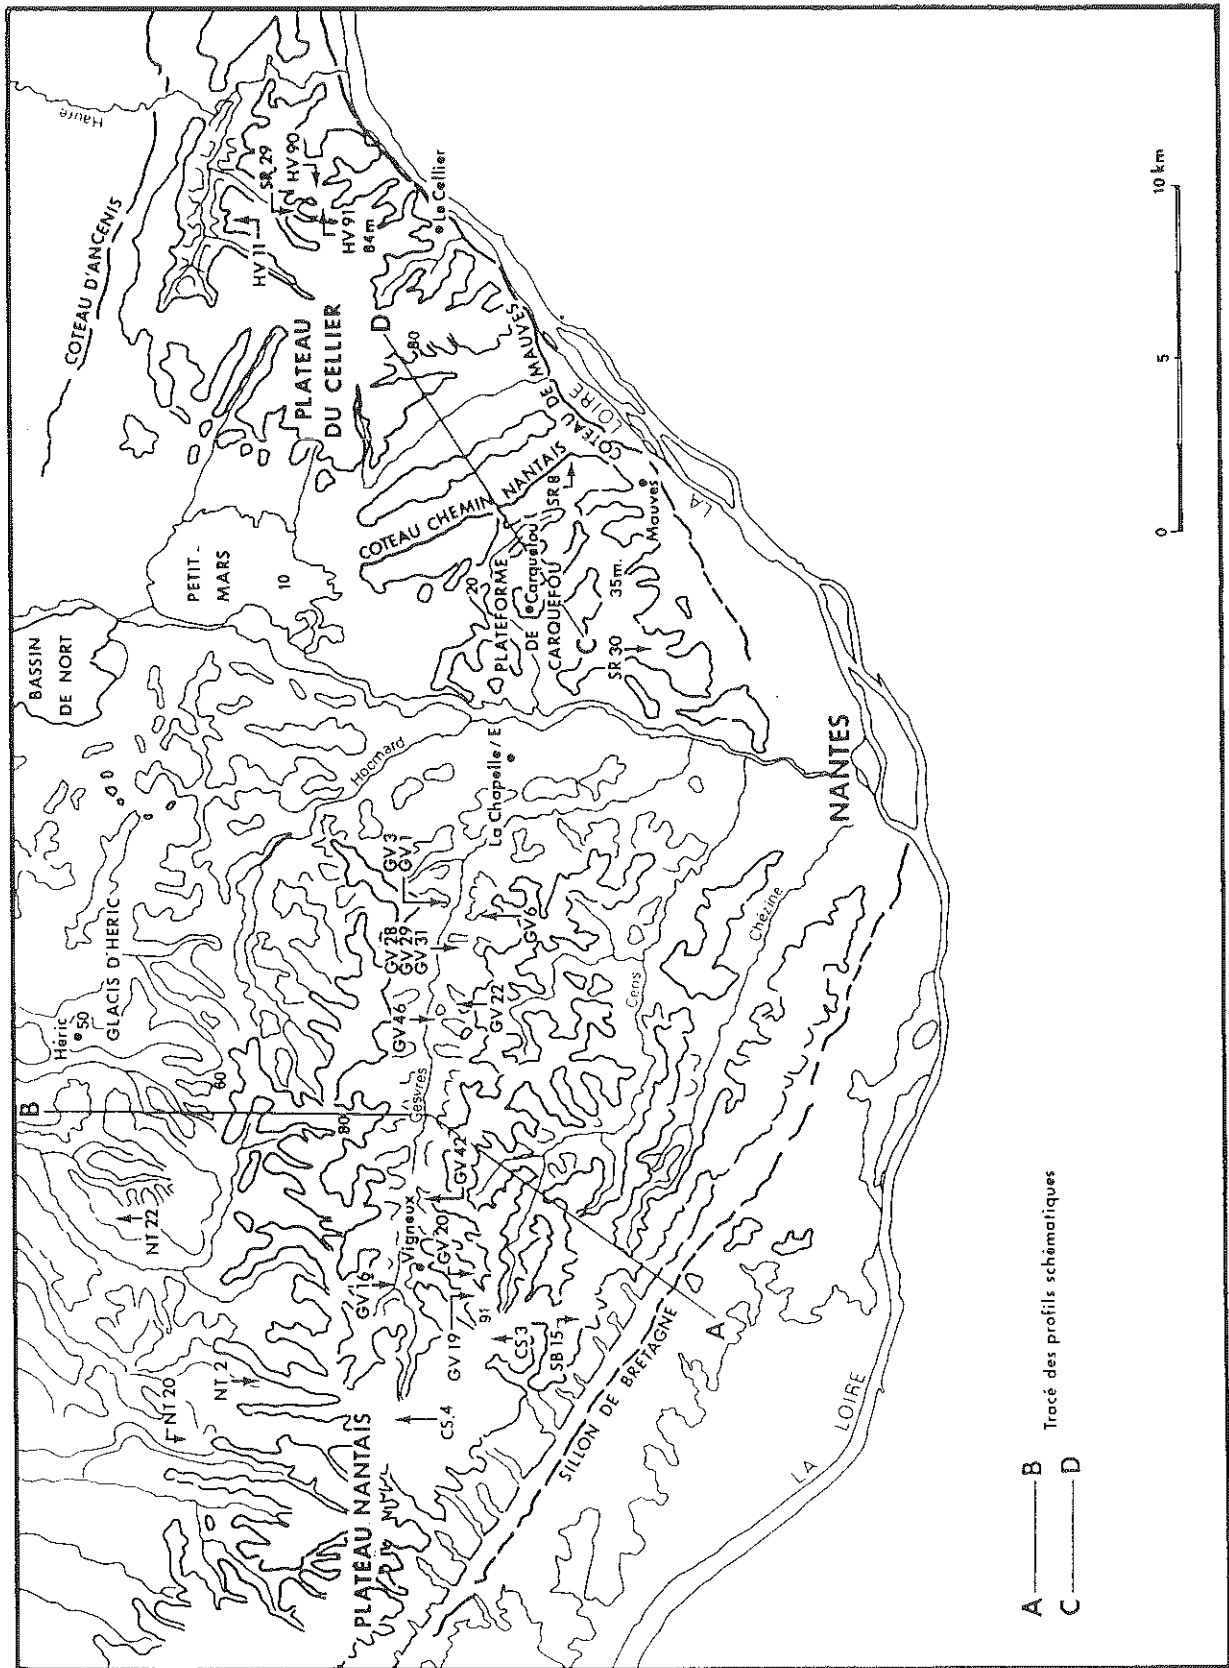 Haure
COTEAU D'ANCENIS
SR 29
HV 90
HV 11
HV 91
84m
Le Cellier
PLATEAU
DU CELLIER
D
80
COTEAU DE MAUVES
LA LOIRE
COTEAU CHEMIN NANTAIS
SR 8
Mauves
PETIT-
MARS
10
BASSIN
DE NORT
20
PLATEFORME
DE
Carquefou
CARQUEFOU
C
35m.
SR 30
Hocmard
La Chapelle / E
NANTES
GV 3
GV 1
GV 28
GV 29
GV 31
GV 6
GV 46
GV 22
Cens
Chézine
GLACIS D'HERIC
Héric
50
60
B
80
Gesvres
NT 22
Vigneux
GV 42
GV 20
GV 16
GV 19
91
CS 3
SB 15
A
SILLON DE BRETAGNE
NT 20
NT 2
CS.4
PLATEAU NANTAIS
LA LOIRE
0 5 10 km
A B
C D
Tracé des profils schématiques